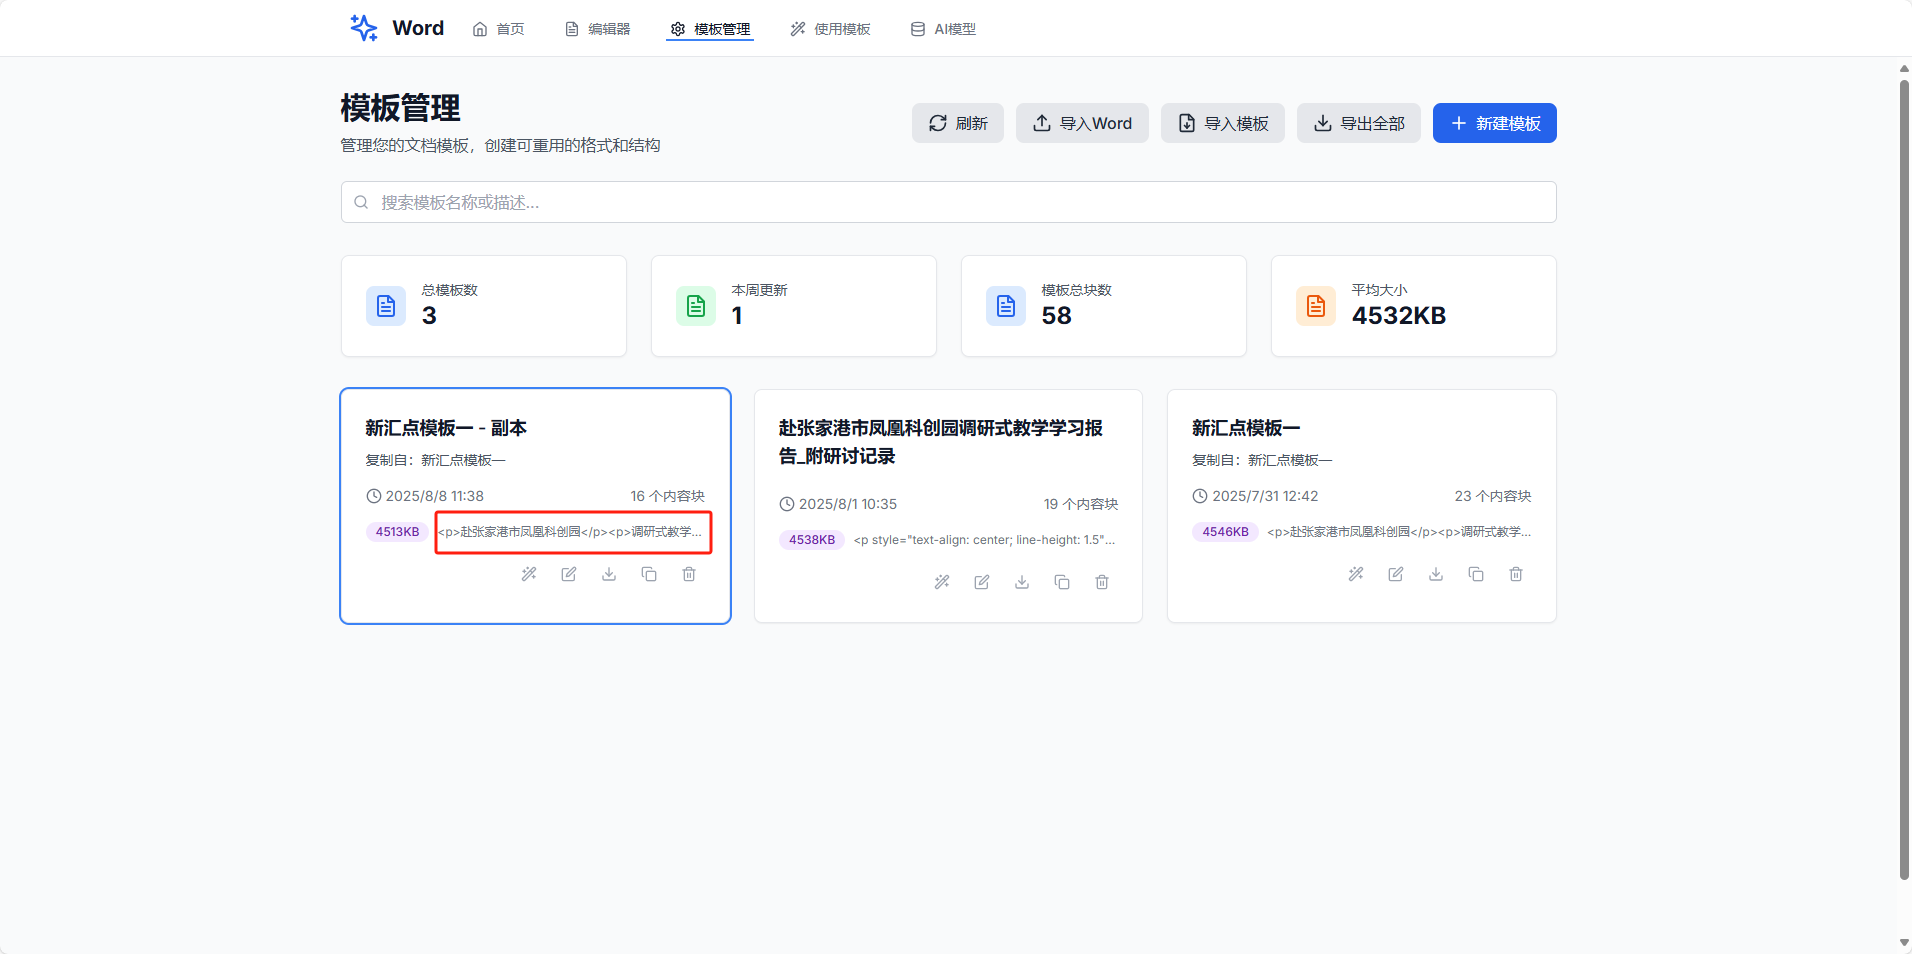 Word 首页 编辑器 模板管理 使用模板 AI模型
模板管理
管理您的文档模板，创建可重用的格式和结构
刷新 导入Word 导入模板 导出全部 新建模板
搜索模板名称或描述...
总模板数
3
本周更新
1
模板总块数
58
平均大小
4532KB
新汇点模板一 - 副本
复制自：新汇点模板一
2025/8/8 11:38 16 个内容块
4513KB <p>赴张家港市凤凰科创园</p><p>调研式教学...
赴张家港市凤凰科创园调研式教学学习报
告_附研讨记录
2025/8/1 10:35 19 个内容块
4538KB <p style="text-align: center; line-height: 1.5"...
新汇点模板一
复制自：新汇点模板一
2025/7/31 12:42 23 个内容块
4546KB <p>赴张家港市凤凰科创园</p><p>调研式教学...